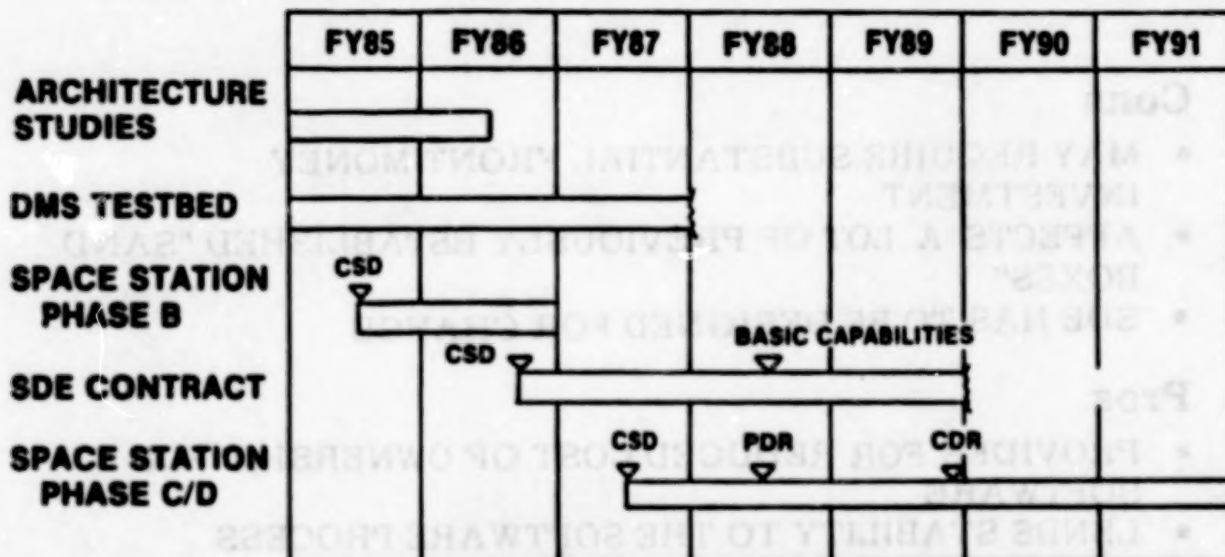 FY85 FY86 FY87 FY88 FY89 FY90 FY91
ARCHITECTURE
STUDIES
DMS TESTBED
SPACE STATION
PHASE B
CSD
SDE CONTRACT
CSD BASIC CAPABILITIES
SPACE STATION
PHASE C/D
CSD PDR CDR